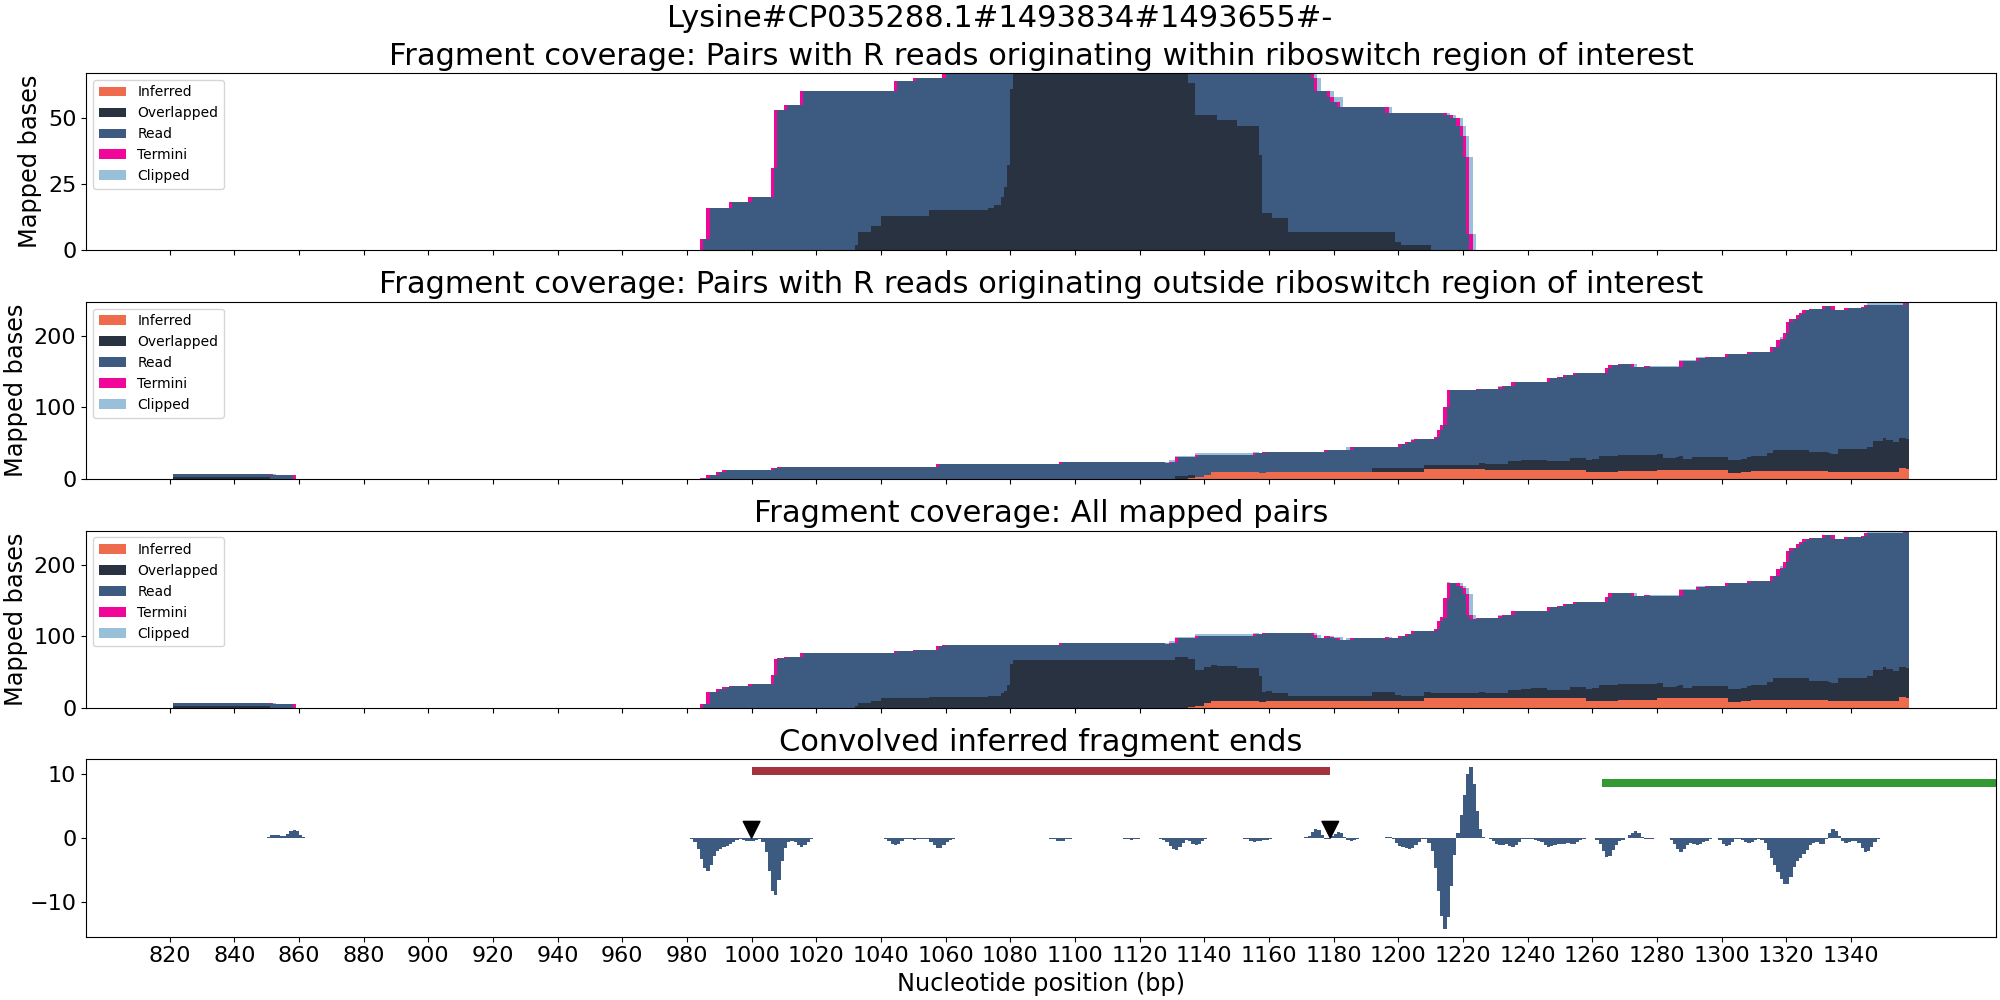 Lysine#CP035288.1#1493834#1493655#-
Fragment coverage: Pairs with R reads originating within riboswitch region of interest
Mapped bases
50
25
0
Inferred
Overlapped
Read
Termini
Clipped
Fragment coverage: Pairs with R reads originating outside riboswitch region of interest
Mapped bases
200
100
0
Inferred
Overlapped
Read
Termini
Clipped
Fragment coverage: All mapped pairs
Mapped bases
200
100
0
Inferred
Overlapped
Read
Termini
Clipped
Convolved inferred fragment ends
10
0
−10
820 840 860 880 900 920 940 960 980 1000 1020 1040 1060 1080 1100 1120 1140 1160 1180 1200 1220 1240 1260 1280 1300 1320 1340
Nucleotide position (bp)